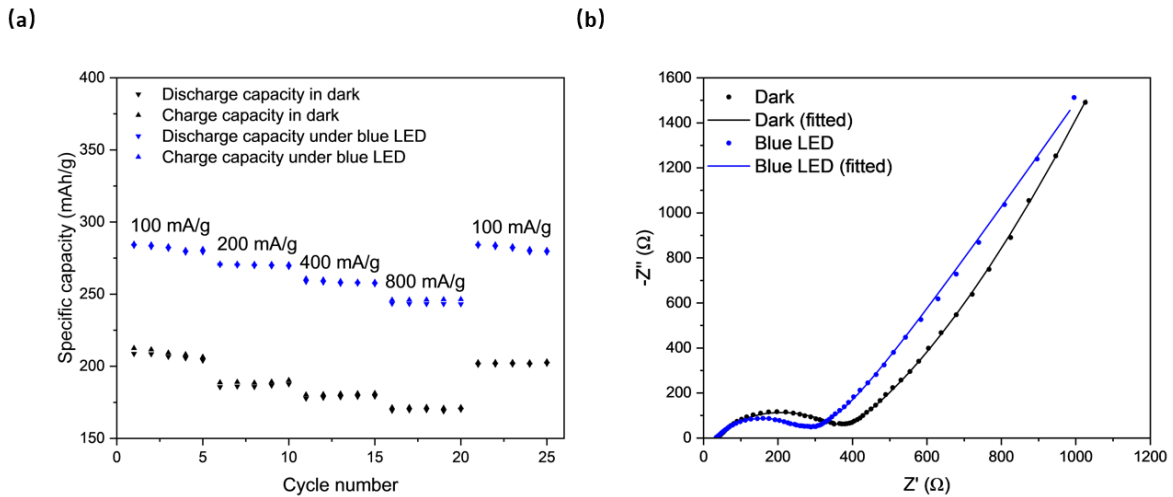 (a)
(b)
400
350
300
250
200
150
Specific capacity (mAh/g)
Discharge capacity in dark
Charge capacity in dark
Discharge capacity under blue LED
Charge capacity under blue LED
100 mA/g
200 mA/g
400 mA/g
800 mA/g
100 mA/g
0 5 10 15 20 25
Cycle number
1600
1400
1200
1000
800
600
400
200
0
-Z'' (Ω)
Dark
Dark (fitted)
Blue LED
Blue LED (fitted)
0 200 400 600 800 1000 1200
Z' (Ω)